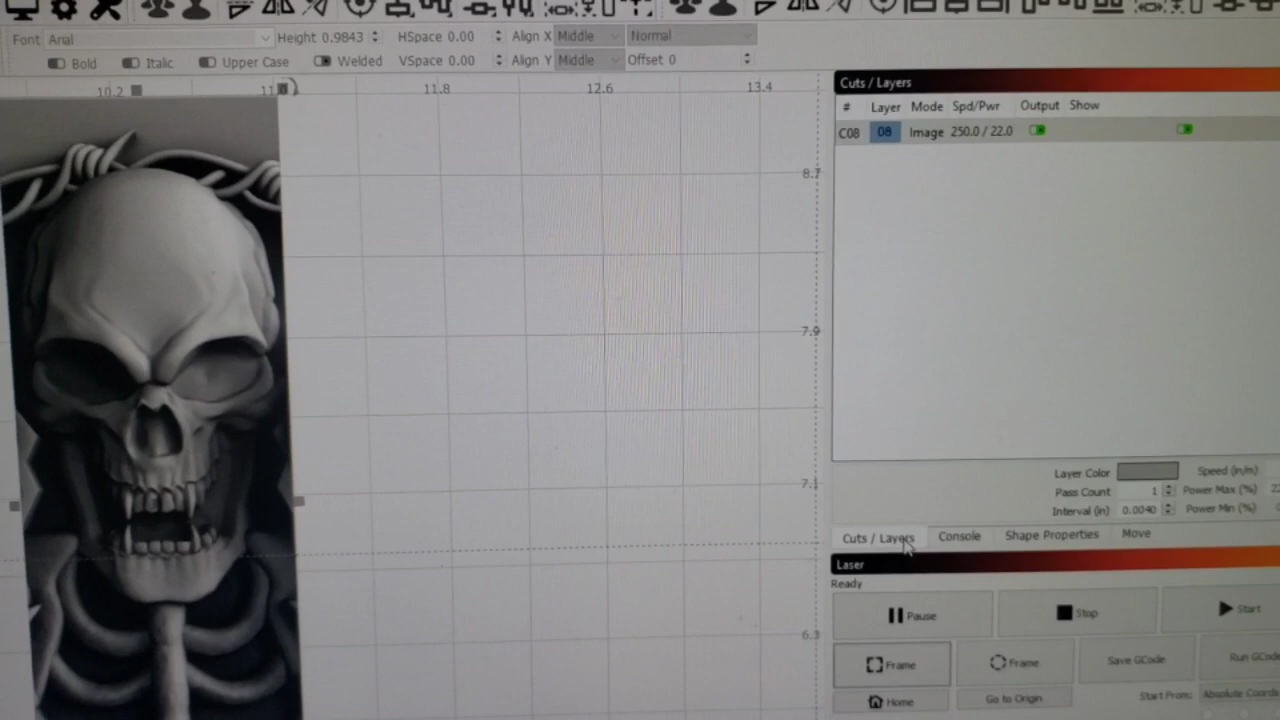 Font Arial Height 0.9843 HSpace 0.00 Align X Middle Normal
Bold Italic Upper Case Welded VSpace 0.00 Align Y Middle Offset 0
10.2 11.8 12.6 13.4
8.7
7.9
7.1
6.3
Cuts / Layers
# Layer Mode Spd/Pwr Output Show
C08 08 Image 250.0 / 22.0
Layer Color Speed (in/m)
Pass Count 1 Power Max (%)
Interval (in) 0.0040 Power Min (%)
Cuts / Layers Console Shape Properties Move
Laser
Ready
Pause Stop Start
Frame Frame Save GCode Run GCode
Home Go to Origin Start From: Absolute Coords